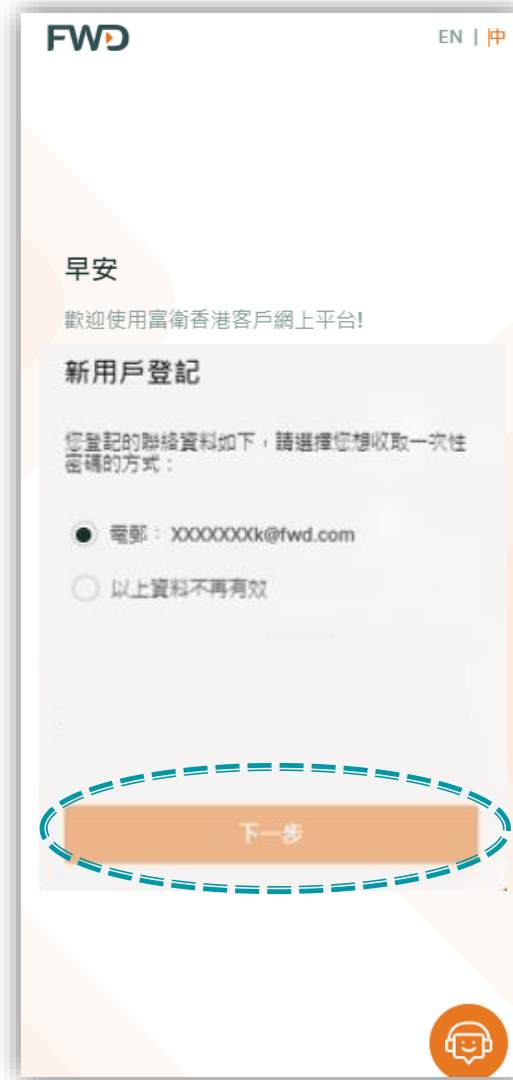 FWD
EN | 中
早安
歡迎使用富衛香港客戶網上平台!
新用戶登記
您登記的聯絡資料如下，請選擇您想收取一次性
密碼的方式：
電郵： XXXXXXXk@fwd.com
以上資料不再有效
下一步